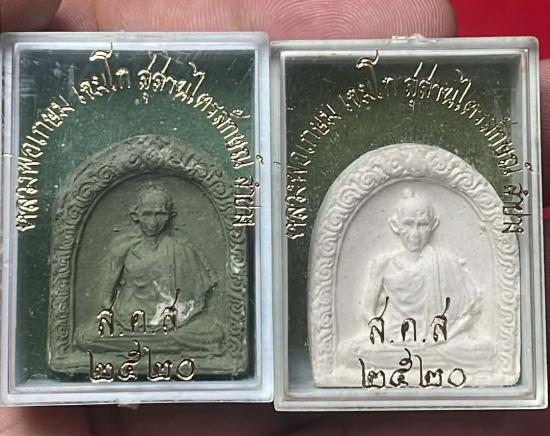 หลวงพ่อเกษม เขมโก สุสานไตรลักษณ์ ลำปาง
ส.ค.ส
๒๕๒๐
หลวงพ่อเกษม เขมโก สุสานไตรลักษณ์ ลำปาง
ส.ค.ส
๒๕๒๐